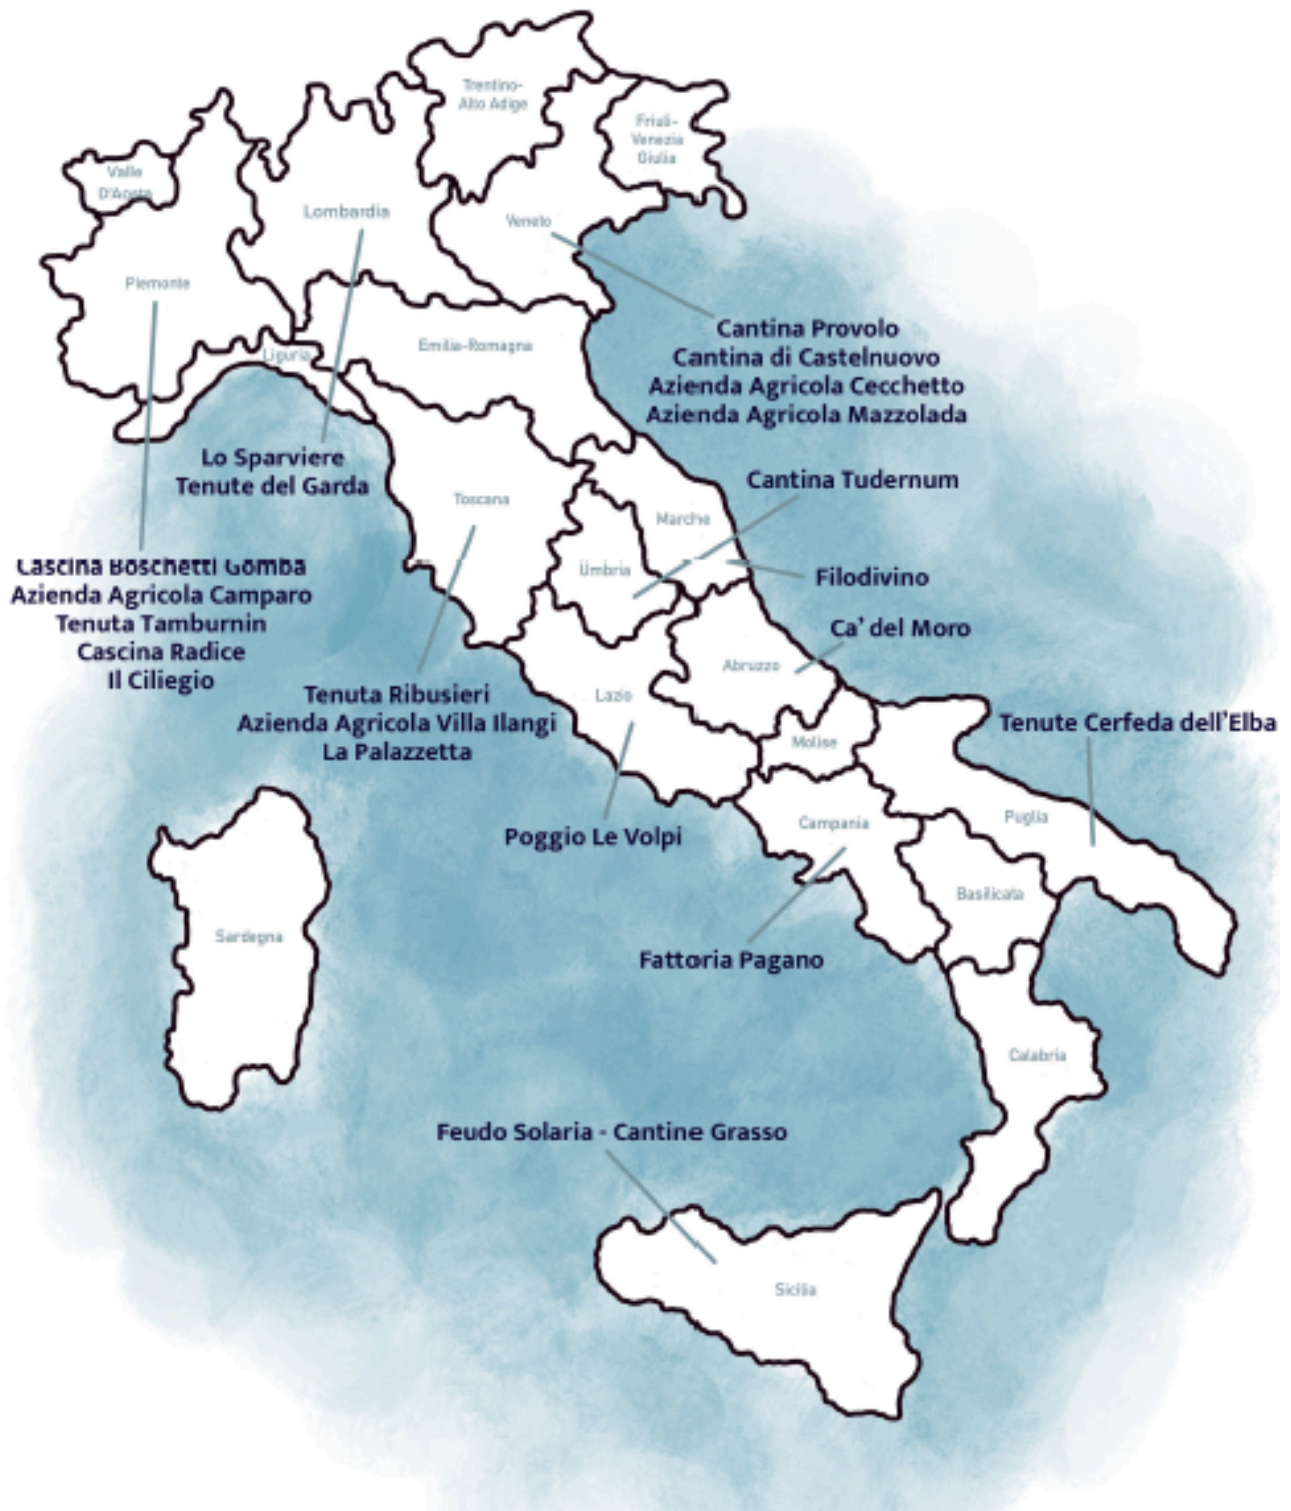 Trentino-
Alto Adige
Friuli-
Venezia
Giulia
Valle
D'Aosta
Lombardia
Veneto
Piemonte
Liguria
Emilia-Romagna
Cantina Provolo
Cantina di Castelnuovo
Azienda Agricola Cecchetto
Azienda Agricola Mazzolada
Lo Sparviere
Tenute del Garda
Cantina Tudernum
Toscana
Marche
Umbria
Filodivino
Cascina Boschetti Gomba
Azienda Agricola Camparo
Tenuta Tamburnin
Cascina Radice
Il Ciliegio
Ca' del Moro
Abruzzo
Lazio
Tenuta Ribusieri
Azienda Agricola Villa Ilangi
La Palazzetta
Tenute Cerfeda dell'Elba
Molise
Puglia
Campania
Poggio Le Volpi
Basilicata
Sardegna
Fattoria Pagano
Calabria
Feudo Solaria - Cantine Grasso
Sicilia